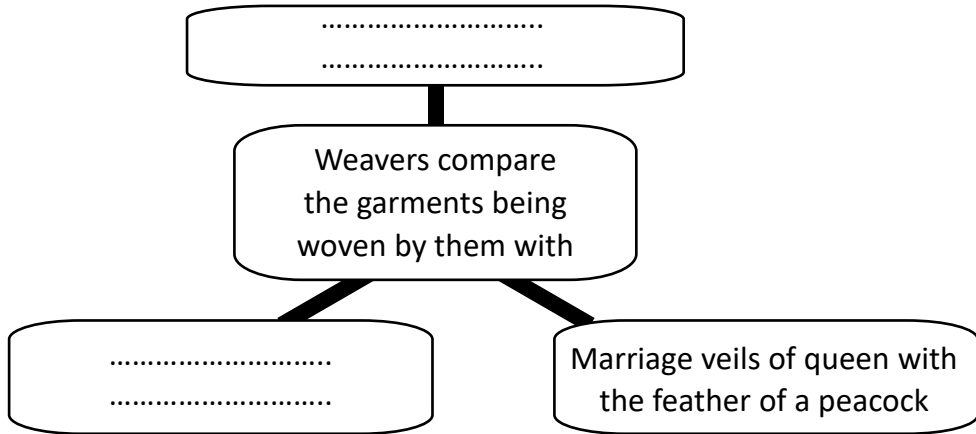 ………………………..
………………………..
Weavers compare
the garments being
woven by them with
………………………..
………………………..
Marriage veils of queen with
the feather of a peacock